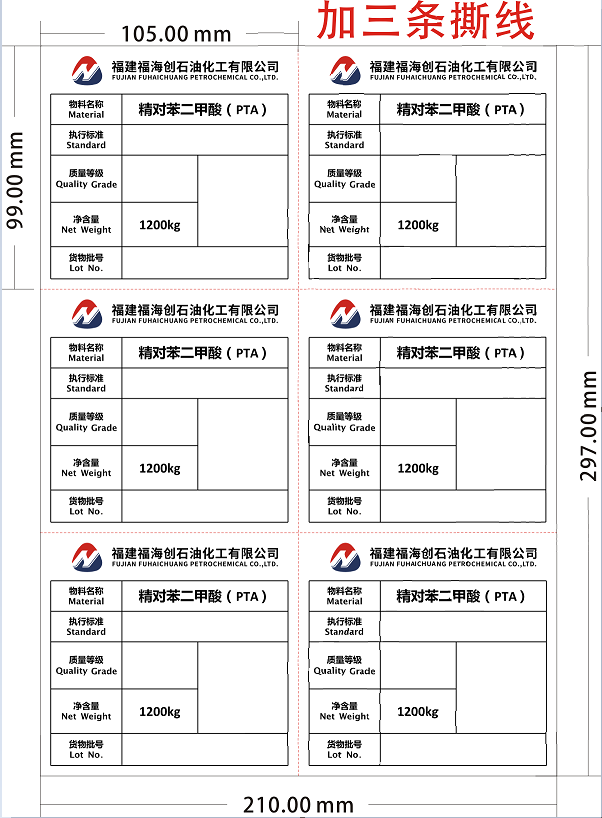 加三条撕线
105.00 mm
99.00 mm
297.00 mm
210.00 mm
福建福海创石油化工有限公司
FUJIAN FUHAICHUANG PETROCHEMICAL CO.,LTD.
物料名称
Material
精对苯二甲酸(PTA)
执行标准
Standard
质量等级
Quality Grade
净含量
Net Weight
1200kg
货物批号
Lot No.
福建福海创石油化工有限公司
FUJIAN FUHAICHUANG PETROCHEMICAL CO.,LTD.
物料名称
Material
精对苯二甲酸(PTA)
执行标准
Standard
质量等级
Quality Grade
净含量
Net Weight
1200kg
货物批号
Lot No.
福建福海创石油化工有限公司
FUJIAN FUHAICHUANG PETROCHEMICAL CO.,LTD.
物料名称
Material
精对苯二甲酸(PTA)
执行标准
Standard
质量等级
Quality Grade
净含量
Net Weight
1200kg
货物批号
Lot No.
福建福海创石油化工有限公司
FUJIAN FUHAICHUANG PETROCHEMICAL CO.,LTD.
物料名称
Material
精对苯二甲酸(PTA)
执行标准
Standard
质量等级
Quality Grade
净含量
Net Weight
1200kg
货物批号
Lot No.
福建福海创石油化工有限公司
FUJIAN FUHAICHUANG PETROCHEMICAL CO.,LTD.
物料名称
Material
精对苯二甲酸(PTA)
执行标准
Standard
质量等级
Quality Grade
净含量
Net Weight
1200kg
货物批号
Lot No.
福建福海创石油化工有限公司
FUJIAN FUHAICHUANG PETROCHEMICAL CO.,LTD.
物料名称
Material
精对苯二甲酸(PTA)
执行标准
Standard
质量等级
Quality Grade
净含量
Net Weight
1200kg
货物批号
Lot No.